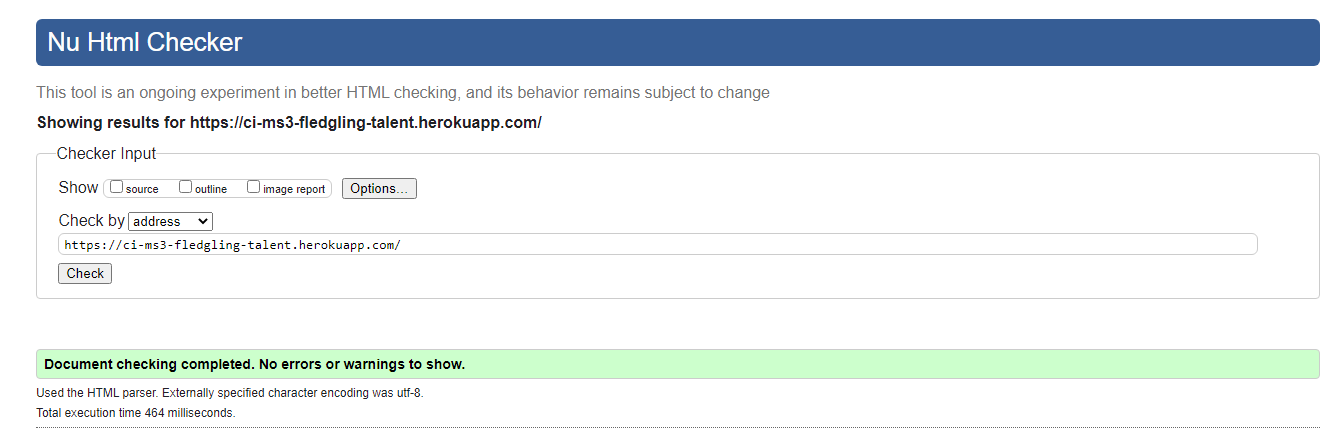 Nu Html Checker
This tool is an ongoing experiment in better HTML checking, and its behavior remains subject to change
Showing results for https://ci-ms3-fledgling-talent.herokuapp.com/
Checker Input
Show source outline image report Options...
Check by address
https://ci-ms3-fledgling-talent.herokuapp.com/
Check
Document checking completed. No errors or warnings to show.
Used the HTML parser. Externally specified character encoding was utf-8.
Total execution time 464 milliseconds.